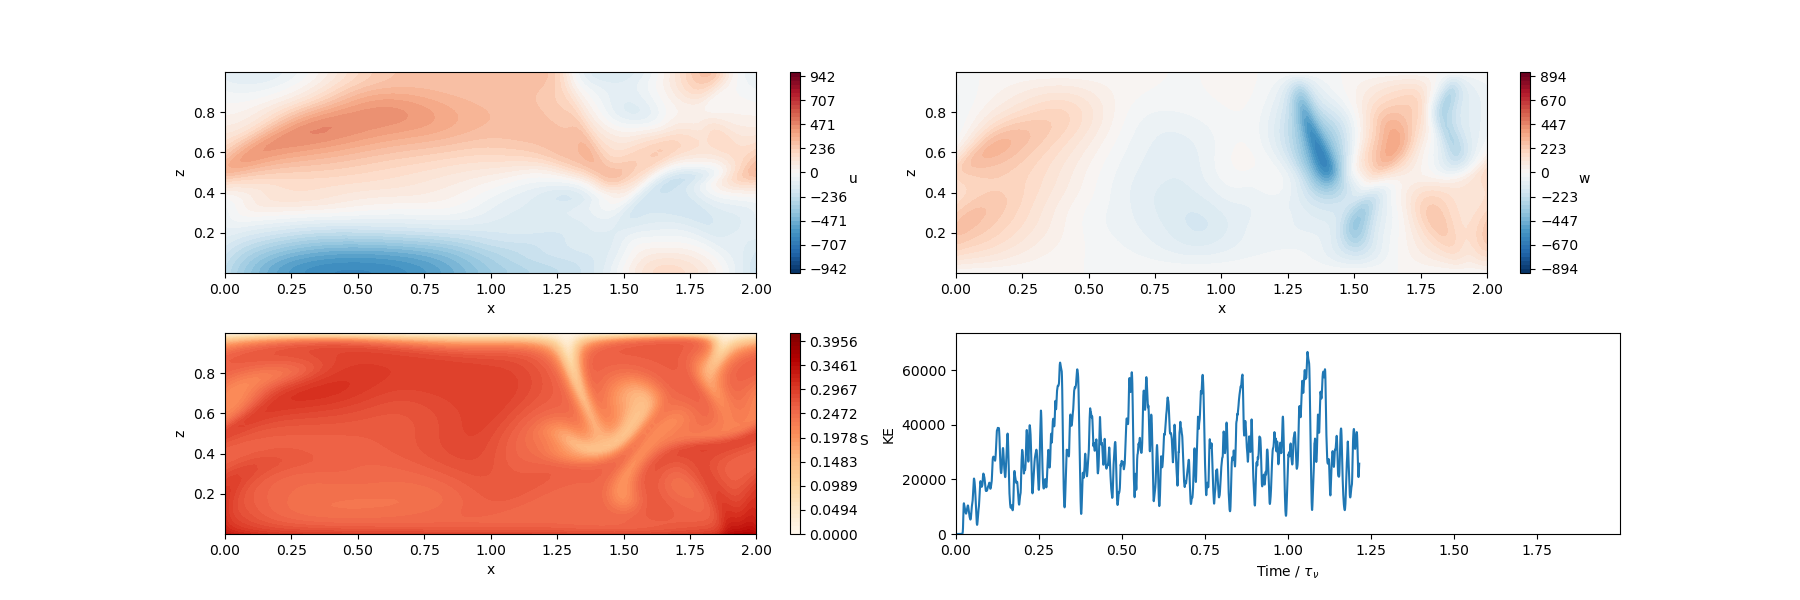 0.8
0.6
0.4
0.2
z
0.00 0.25 0.50 0.75 1.00 1.25 1.50 1.75 2.00
x
942
707
471
236
0
−236
−471
−707
−942
u
0.8
0.6
0.4
0.2
z
0.00 0.25 0.50 0.75 1.00 1.25 1.50 1.75 2.00
x
894
670
447
223
0
−223
−447
−670
−894
w
0.8
0.6
0.4
0.2
z
0.00 0.25 0.50 0.75 1.00 1.25 1.50 1.75 2.00
x
0.3956
0.3461
0.2967
0.2472
0.1978
0.1483
0.0989
0.0494
0.0000
S
60000
40000
20000
0
KE
0.00 0.25 0.50 0.75 1.00 1.25 1.50 1.75
Time / τν